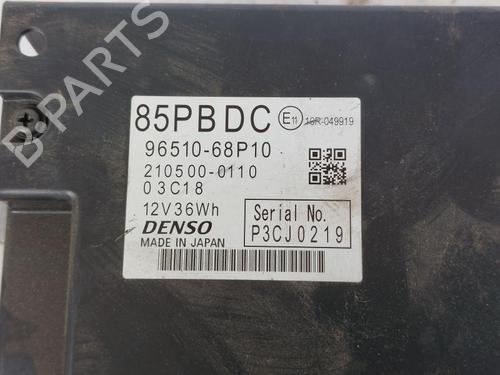 85PBDC E11 10R-049919
96510-68P10
210500-0110
03C18
12V36Wh
DENSO
MADE IN JAPAN
Serial No.
P3CJ0219
B-PARTS